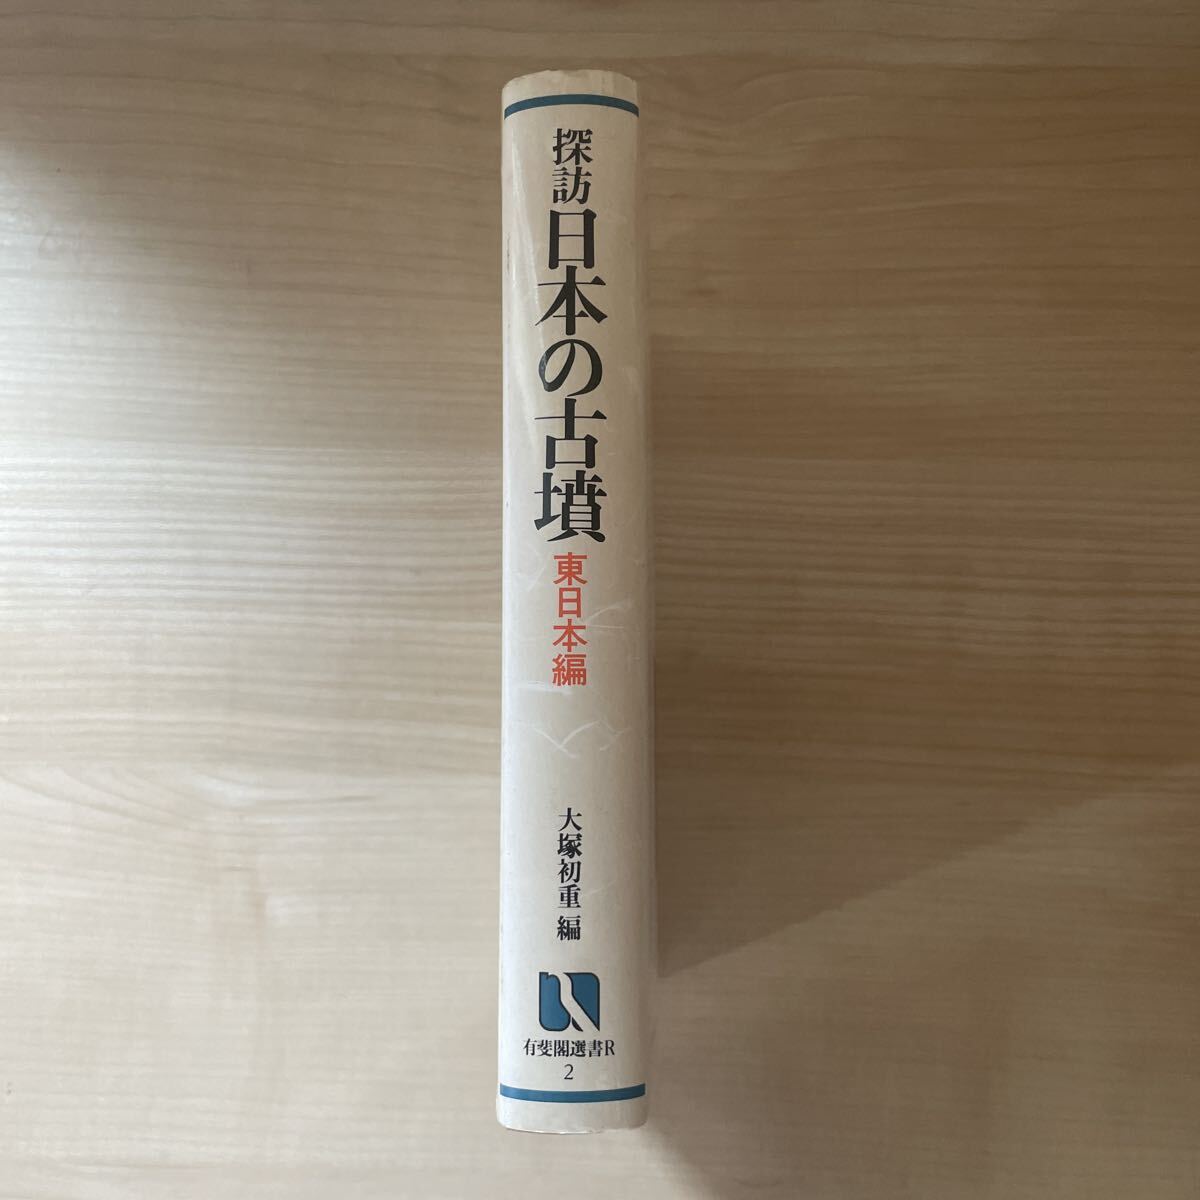 探訪日本の古墳
東日本編
大塚初重 編
有斐閣選書R
2